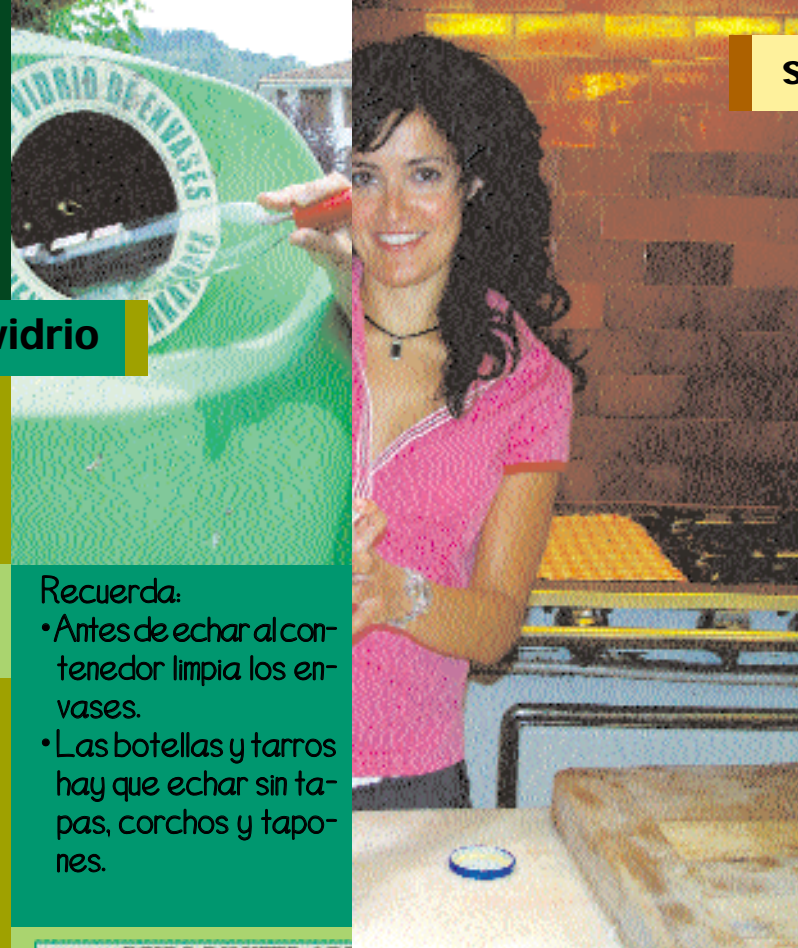 VIDRIO DE ENVASES
vidrio
Recuerda:
•Antes de echar al con-
tenedor limpia los en-
vases.
•Las botellas y tarros
hay que echar sin ta-
pas, corchos y tapo-
nes.